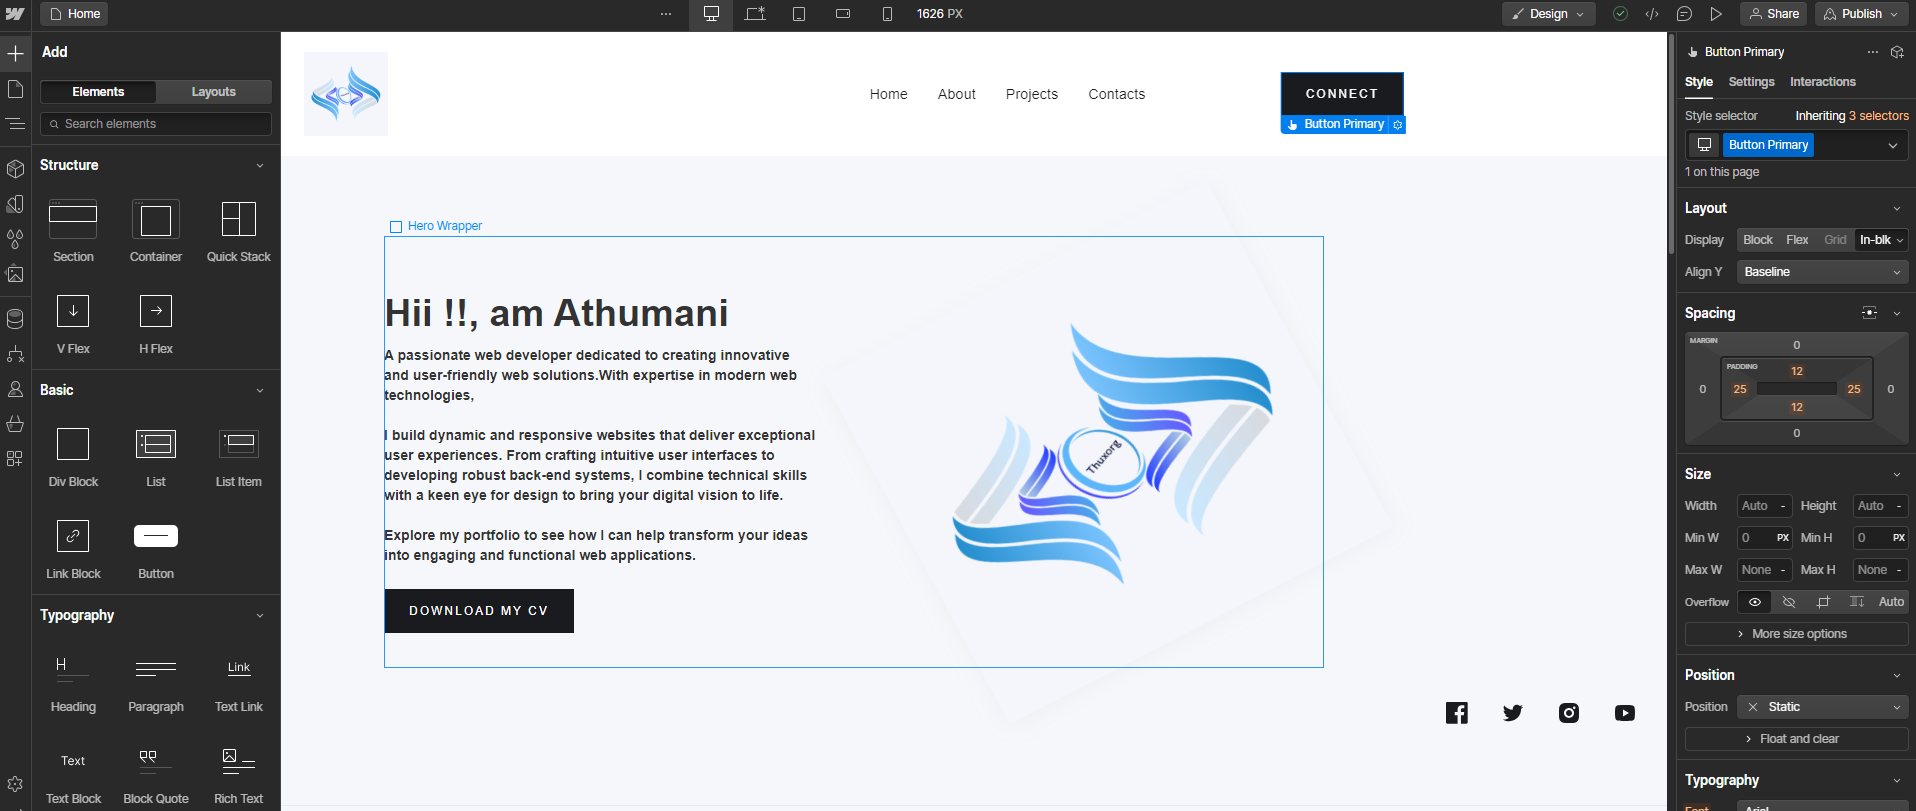 Home
1626 PX
Design
Share
Publish
Add
Elements
Layouts
Search elements
Structure
Section
Container
Quick Stack
V Flex
H Flex
Basic
Div Block
List
List Item
Link Block
Button
Typography
H
Heading
Paragraph
Link
Text Link
Text
Text Block
Block Quote
Rich Text
Home
About
Projects
Contacts
CONNECT
Button Primary
Hero Wrapper
Hii !!, am Athumani
A passionate web developer dedicated to creating innovative
and user-friendly web solutions.With expertise in modern web
technologies,
I build dynamic and responsive websites that deliver exceptional
user experiences. From crafting intuitive user interfaces to
developing robust back-end systems, I combine technical skills
with a keen eye for design to bring your digital vision to life.
Explore my portfolio to see how I can help transform your ideas
into engaging and functional web applications.
DOWNLOAD MY CV
Thuxorg
Button Primary
Style
Settings
Interactions
Style selector
Inheriting 3 selectors
Button Primary
1 on this page
Layout
Display
Block
Flex
Grid
In-blk
Align Y
Baseline
Spacing
MARGIN
0
PADDING
12
0
25
25
0
12
0
Size
Width
Auto
-
Height
Auto
-
Min W
0
PX
Min H
0
PX
Max W
None
-
Max H
None
-
Overflow
Auto
More size options
Position
Position
Static
Float and clear
Typography
Font
Arial